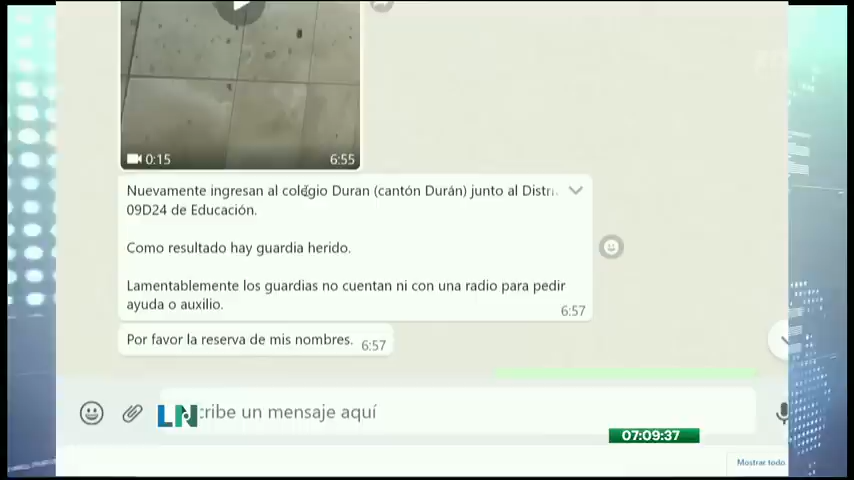 0:15 6:55
Nuevamente ingresan al colegio Duran (cantón Durán) junto al Distri
09D24 de Educación.
Como resultado hay guardia herido.
Lamentablemente los guardias no cuentan ni con una radio para pedir
ayuda o auxilio.
6:57
Por favor la reserva de mis nombres. 6:57
LN cribe un mensaje aquí
07:09:37
Mostrar todo